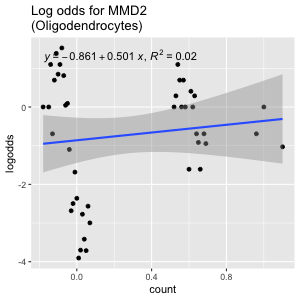 Log odds for MMD2
(Oligodendrocytes)
y = −0.861 + 0.501 x, R² = 0.02
0
-2
-4
logodds
0.0 0.4 0.8
count